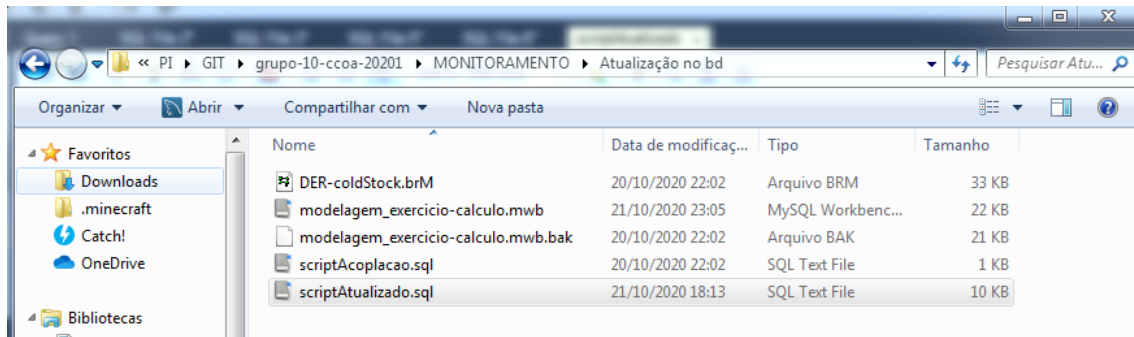 « PI ▸ GIT ▸ grupo-10-ccoa-20201 ▸ MONITORAMENTO ▸ Atualização no bd
Pesquisar Atu...
Organizar Abrir Compartilhar com Nova pasta
Favoritos
Downloads
.minecraft
Catch!
OneDrive
Bibliotecas
Nome Data de modificaç... Tipo Tamanho
DER-coldStock.brM 20/10/2020 22:02 Arquivo BRM 33 KB
modelagem_exercicio-calculo.mwb 21/10/2020 23:05 MySQL Workbenc... 22 KB
modelagem_exercicio-calculo.mwb.bak 20/10/2020 22:02 Arquivo BAK 21 KB
scriptAcoplacao.sql 20/10/2020 22:02 SQL Text File 1 KB
scriptAtualizado.sql 21/10/2020 18:13 SQL Text File 10 KB